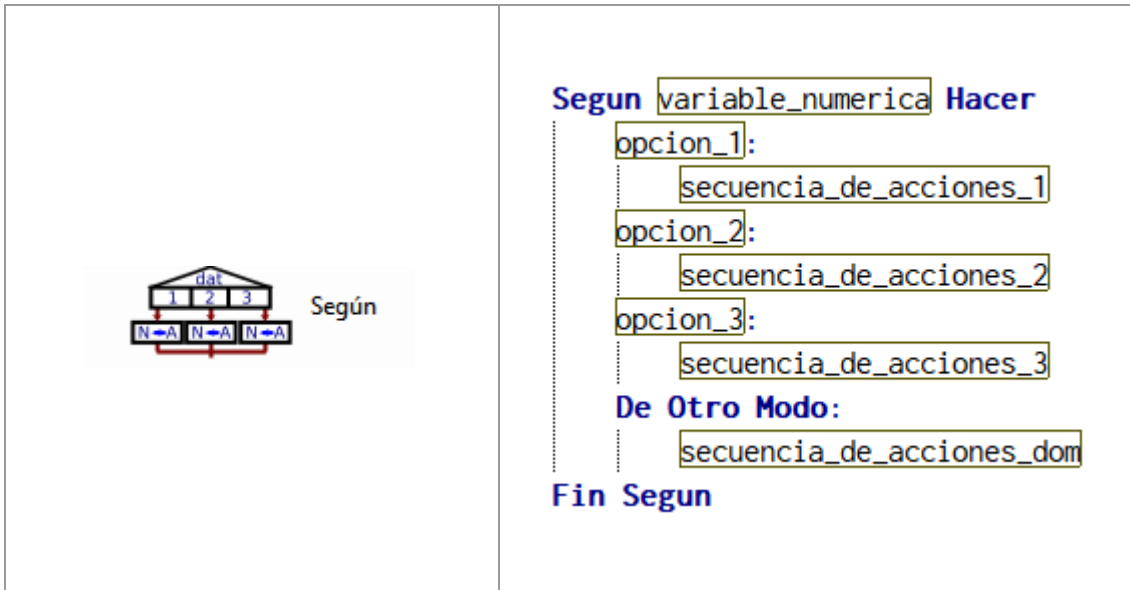 dat
1 2 3
N A N A N A
Según
Segun variable_numerica Hacer
opcion_1:
secuencia_de_acciones_1
opcion_2:
secuencia_de_acciones_2
opcion_3:
secuencia_de_acciones_3
De Otro Modo:
secuencia_de_acciones_dom
Fin Segun